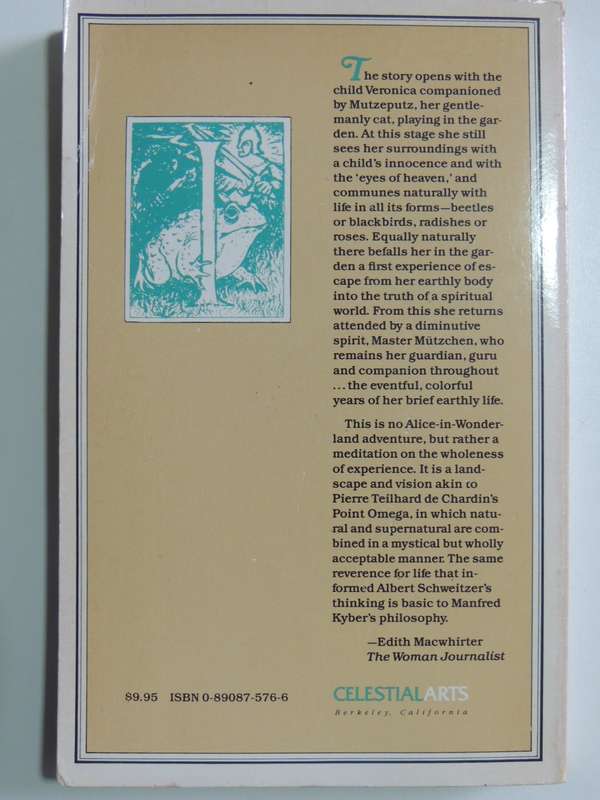 The story opens with the
child Veronica companioned
by Mutzeputz, her gentle-
manly cat, playing in the gar-
den. At this stage she still
sees her surroundings with
a child's innocence and with
the 'eyes of heaven,' and
communes naturally with
life in all its forms—beetles
or blackbirds, radishes or
roses. Equally naturally
there befalls her in the gar-
den a first experience of es-
cape from her earthly body
into the truth of a spiritual
world. From this she returns
attended by a diminutive
spirit, Master Mützchen, who
remains her guardian, guru
and companion throughout
...the eventful, colorful
years of her brief earthly life.
This is no Alice-in-Wonder-
land adventure, but rather a
meditation on the wholeness
of experience. It is a land-
scape and vision akin to
Pierre Teilhard de Chardin's
Point Omega, in which natu-
ral and supernatural are com-
bined in a mystical but wholly
acceptable manner. The same
reverence for life that in-
formed Albert Schweitzer's
thinking is basic to Manfred
Kyber's philosophy.
—Edith Macwhirter
The Woman Journalist
$9.95 ISBN 0-89087-576-6
CELESTIALARTS
Berkeley, California